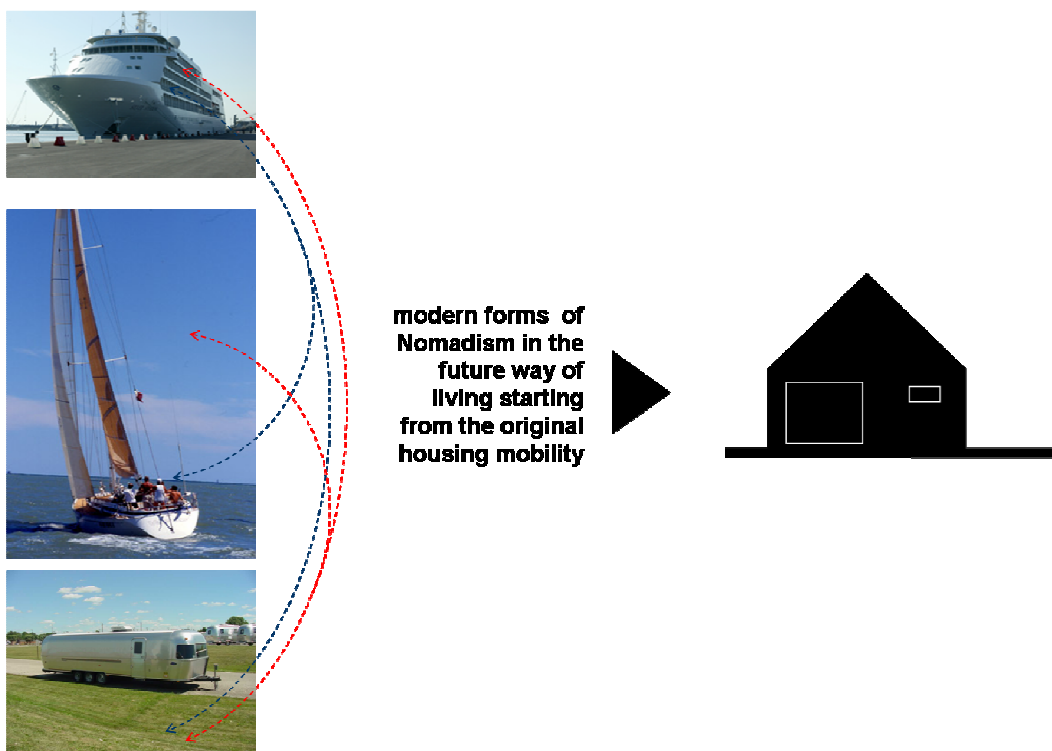 modern forms of
Nomadism in the
future way of
living starting
from the original
housing mobility